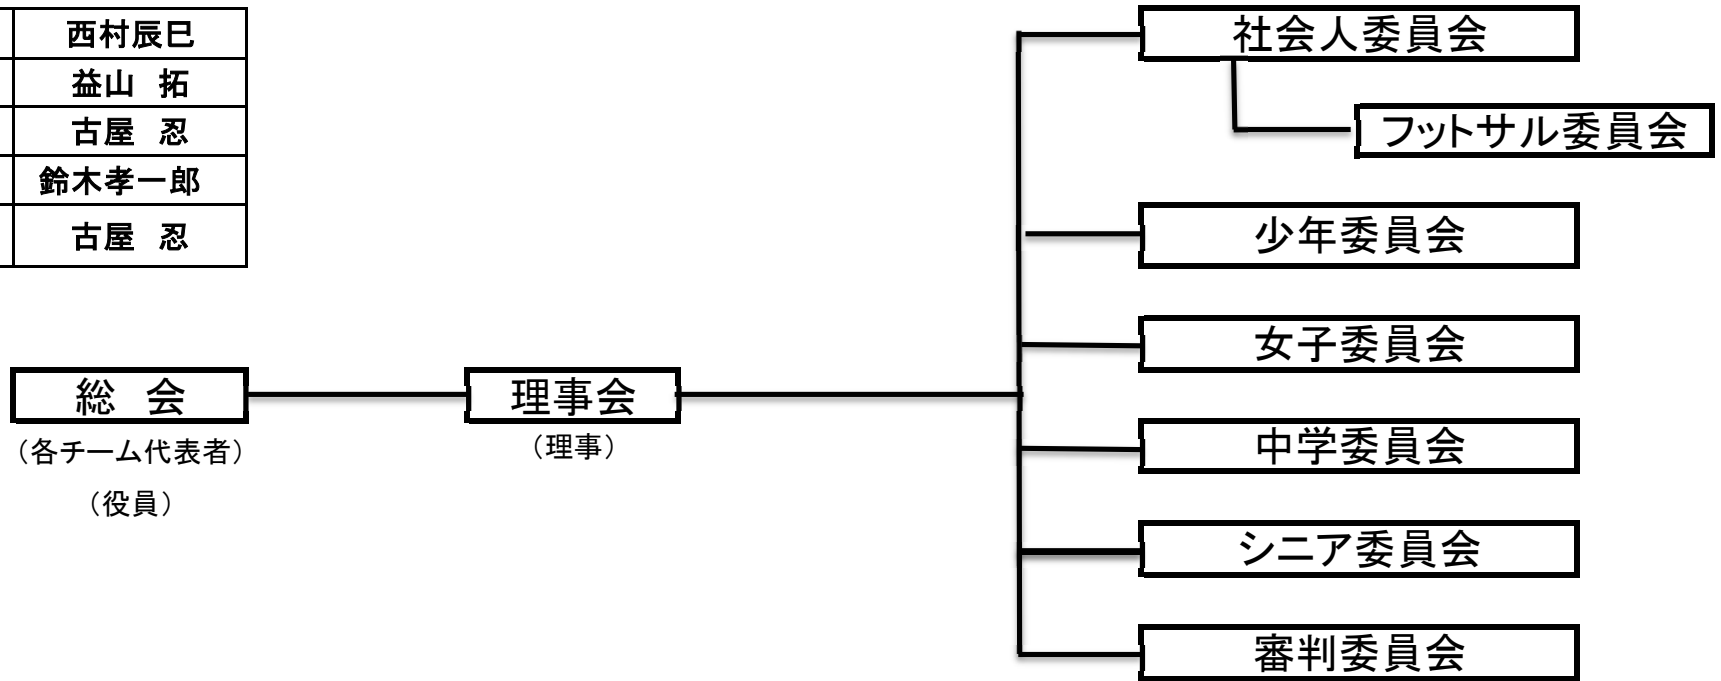 西村辰巳
益山　拓
古屋　忍
鈴木孝一郎
古屋　忍
社会人委員会
フットサル委員会
少年委員会
女子委員会
総　会
（各チーム代表者）
（役員）
理事会
（理事）
中学委員会
シニア委員会
審判委員会